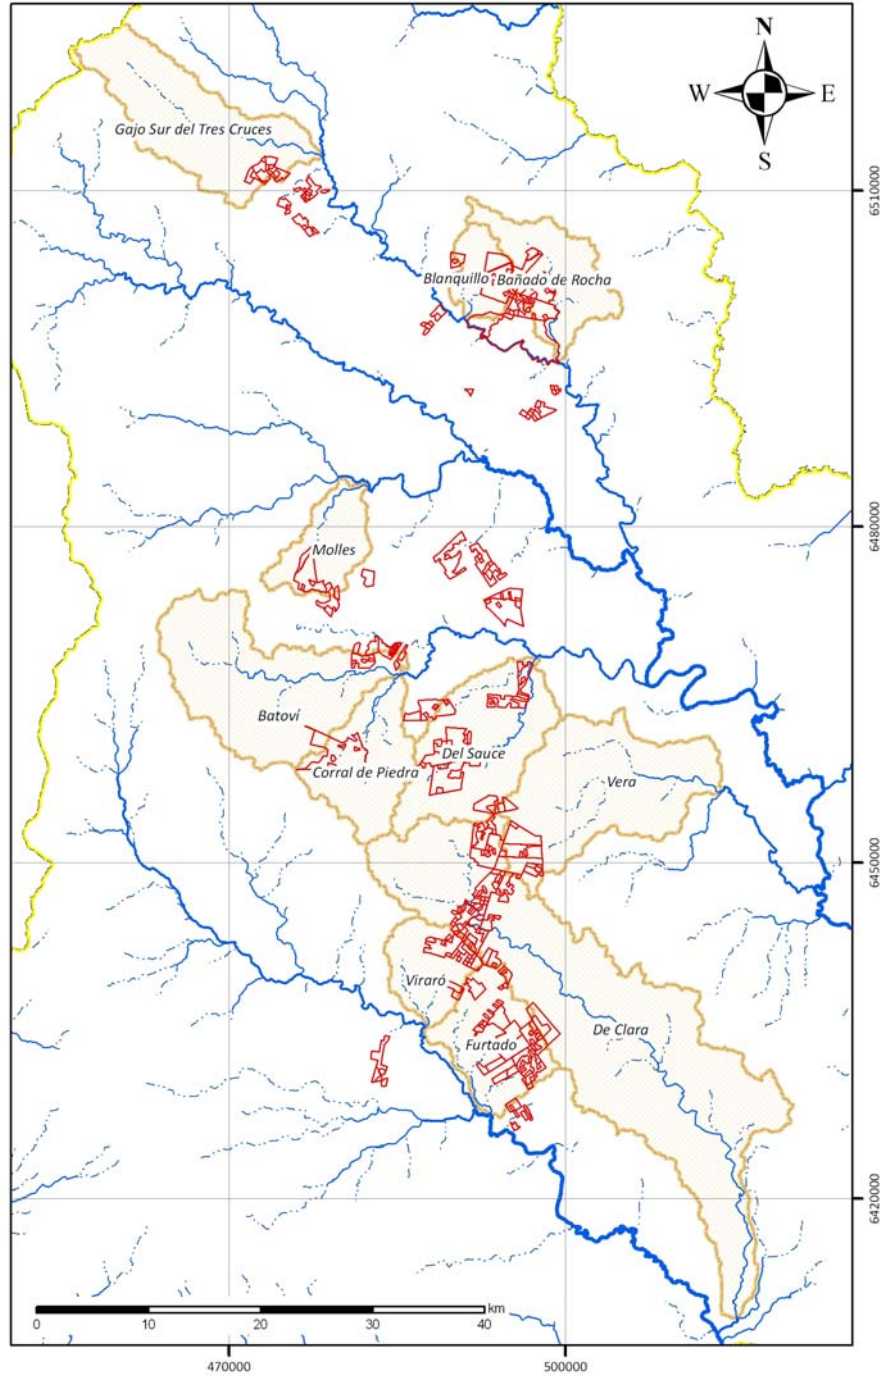 N
W E
S
Gajo Sur del Tres Cruces
6510000
Blanquillo
Bañado de Rocha
6480000
Molles
Batoví
Del Sauce
Corral de Piedra
Vera
6450000
Viraró
De Clara
Furtado
6420000
km
0 10 20 30 40
470000 500000